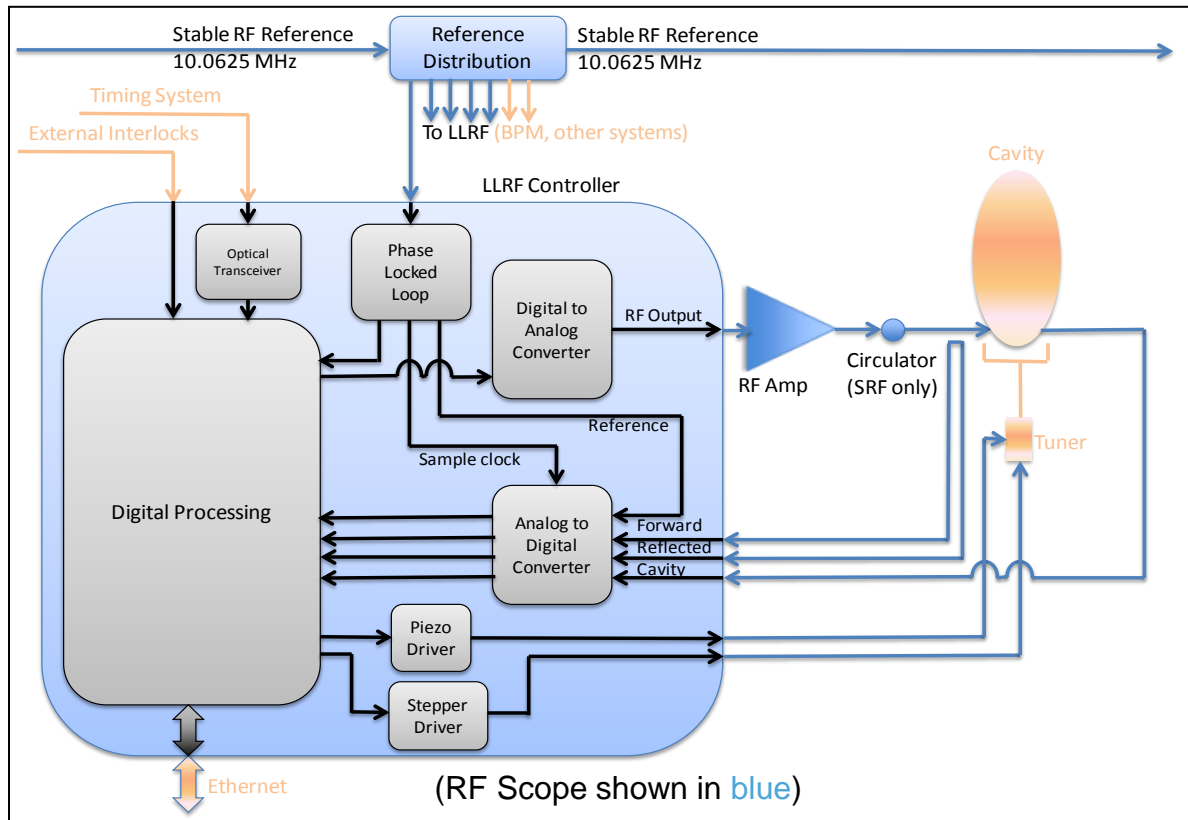 Stable RF Reference
10.0625 MHz
Reference
Distribution
Stable RF Reference
10.0625 MHz
Timing System
External Interlocks
To LLRF (BPM, other systems)
Cavity
LLRF Controller
Optical
Transceiver
Phase
Locked
Loop
Digital to
Analog
Converter
RF Output
RF Amp
Circulator
(SRF only)
Tuner
Reference
Sample clock
Digital Processing
Analog to
Digital
Converter
Forward
Reflected
Cavity
Piezo
Driver
Stepper
Driver
Ethernet
(RF Scope shown in blue)